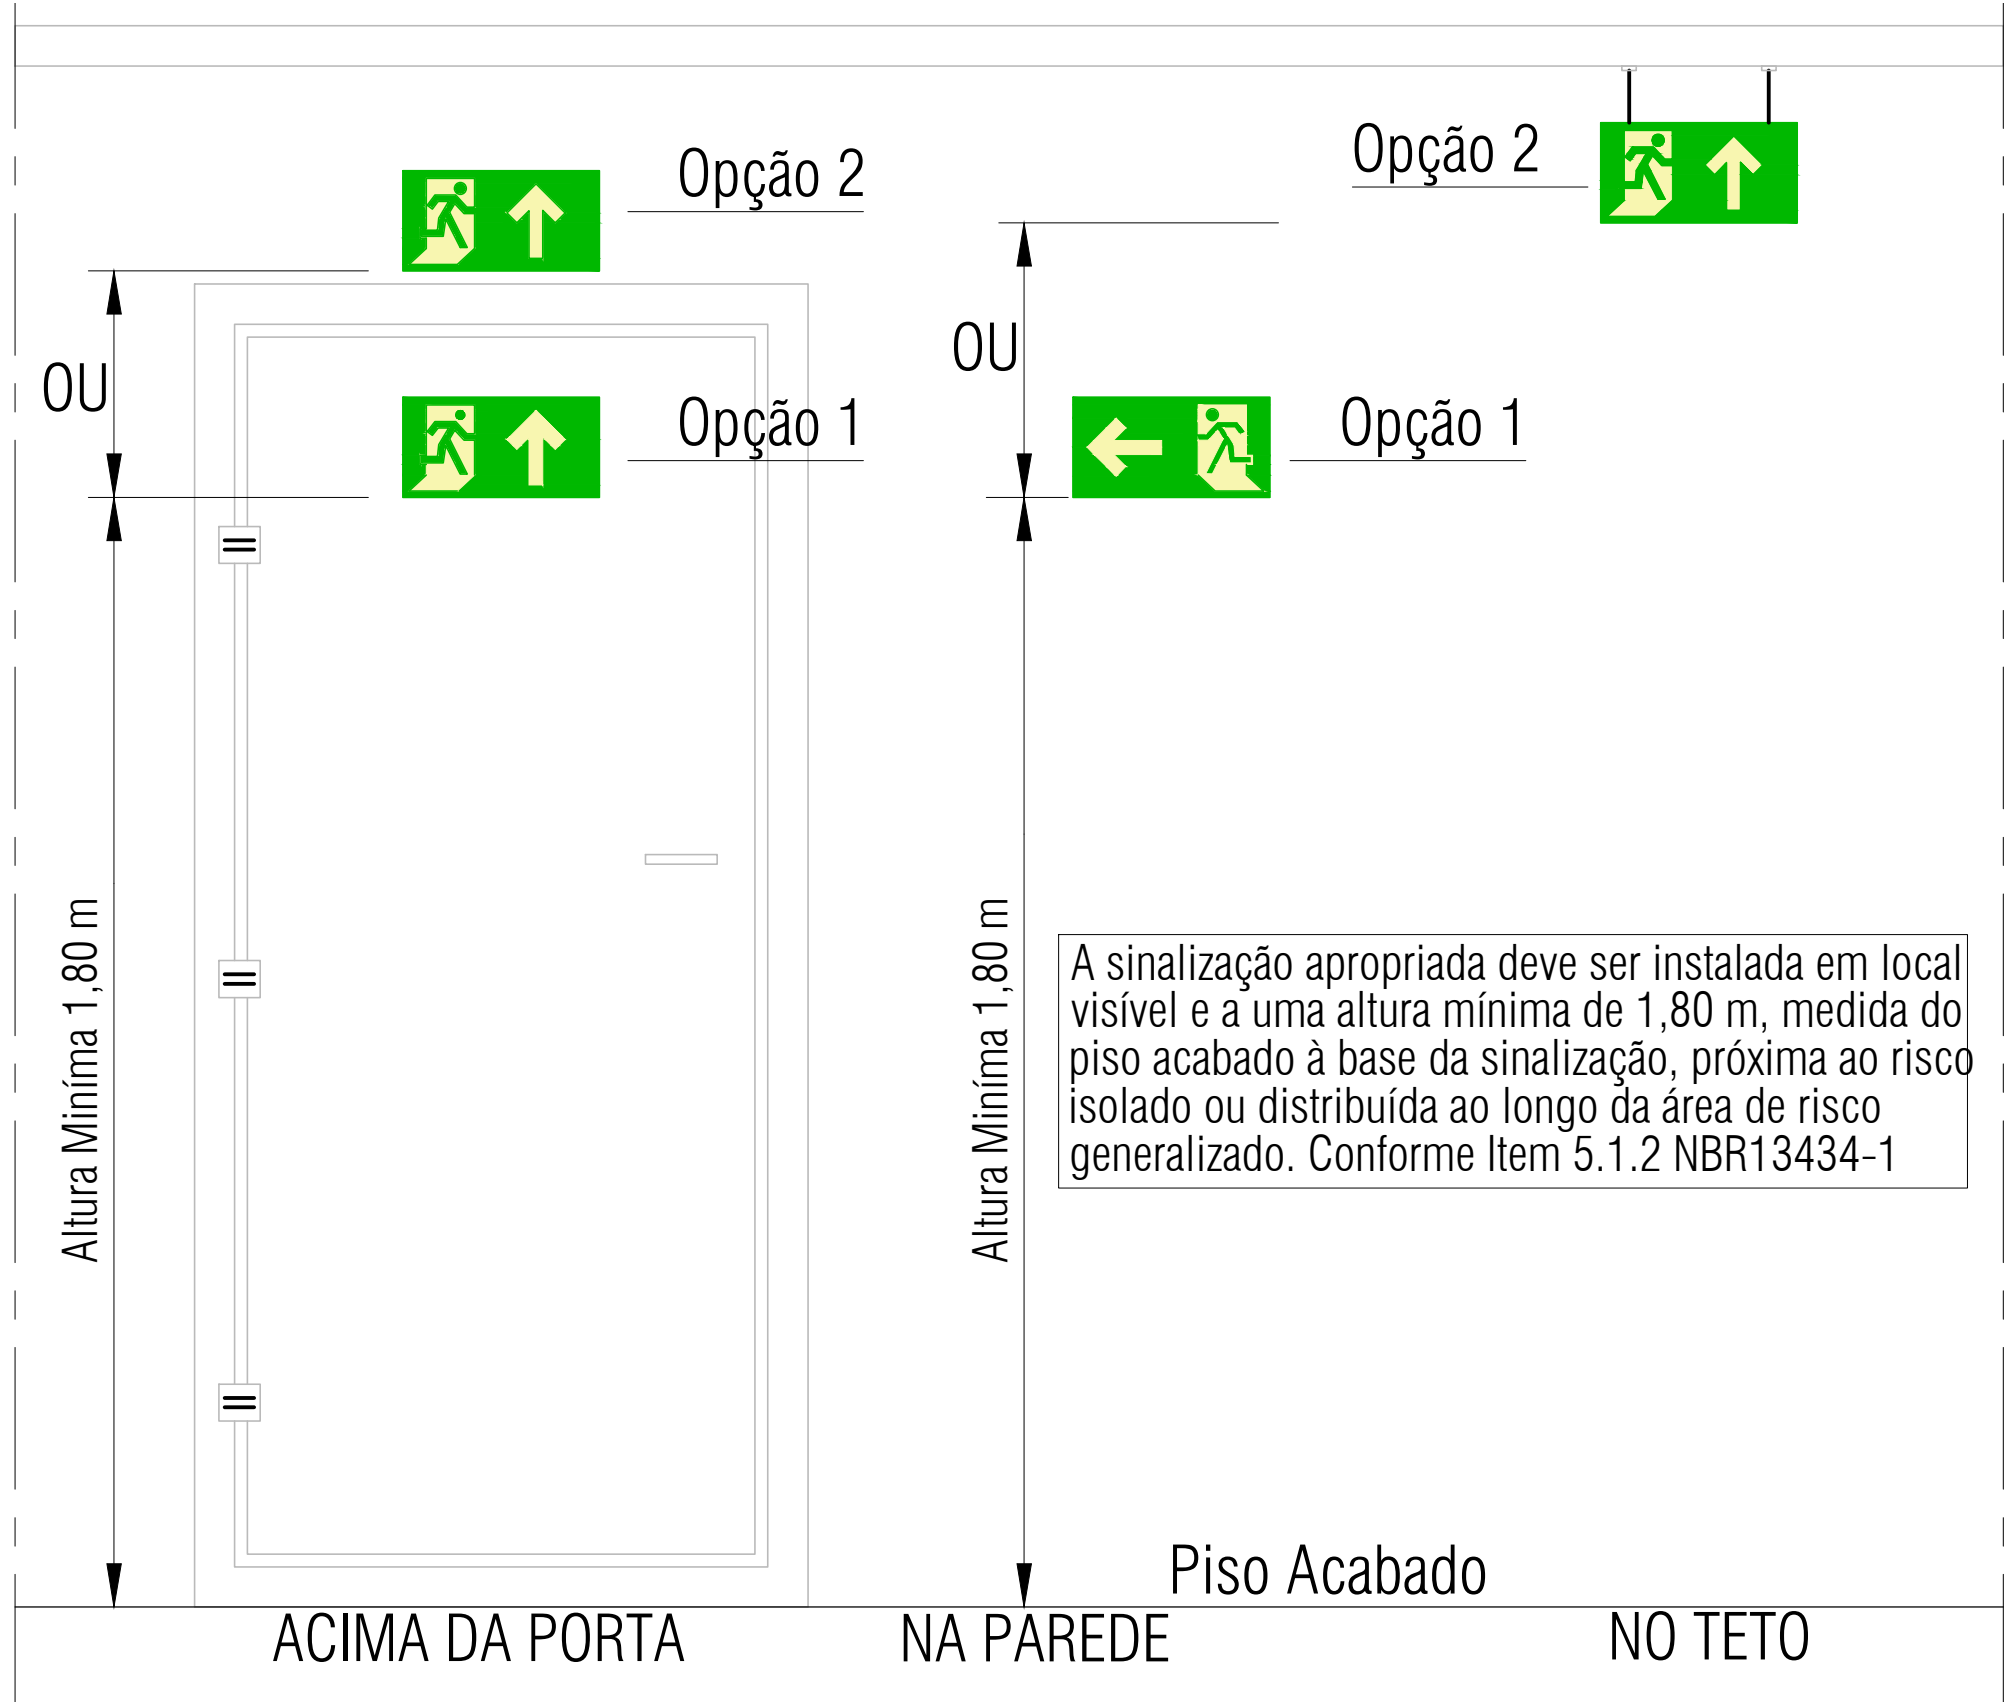 Opção 2
Opção 2
OU
OU
Opção 1
Opção 1
Altura Miníma 1,80 m
Altura Miníma 1,80 m
A sinalização apropriada deve ser instalada em local
visível e a uma altura mínima de 1,80 m, medida do
piso acabado à base da sinalização, próxima ao risco
isolado ou distribuída ao longo da área de risco
generalizado. Conforme Item 5.1.2 NBR13434-1
Piso Acabado
ACIMA DA PORTA
NA PAREDE
NO TETO